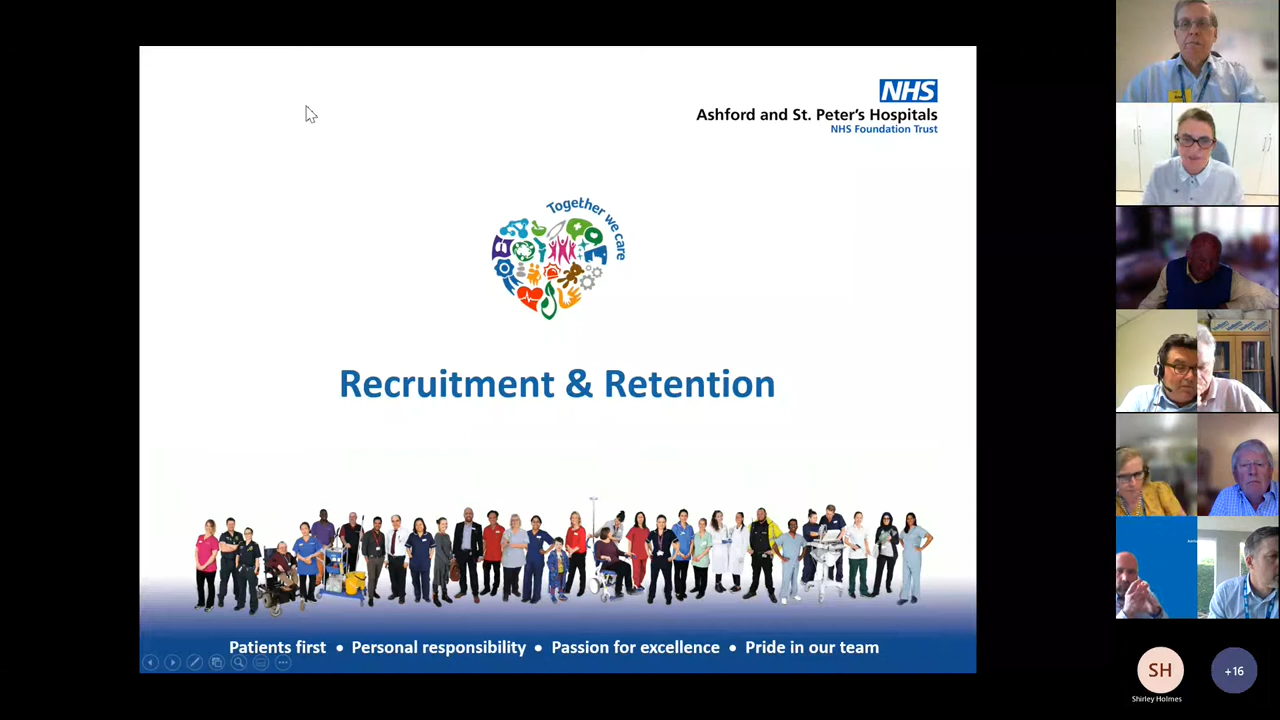 NHS
Ashford and St. Peter's Hospitals
NHS Foundation Trust
Together we care
Recruitment & Retention
Patients first • Personal responsibility • Passion for excellence • Pride in our team
SH
+16
Shirley Holmes